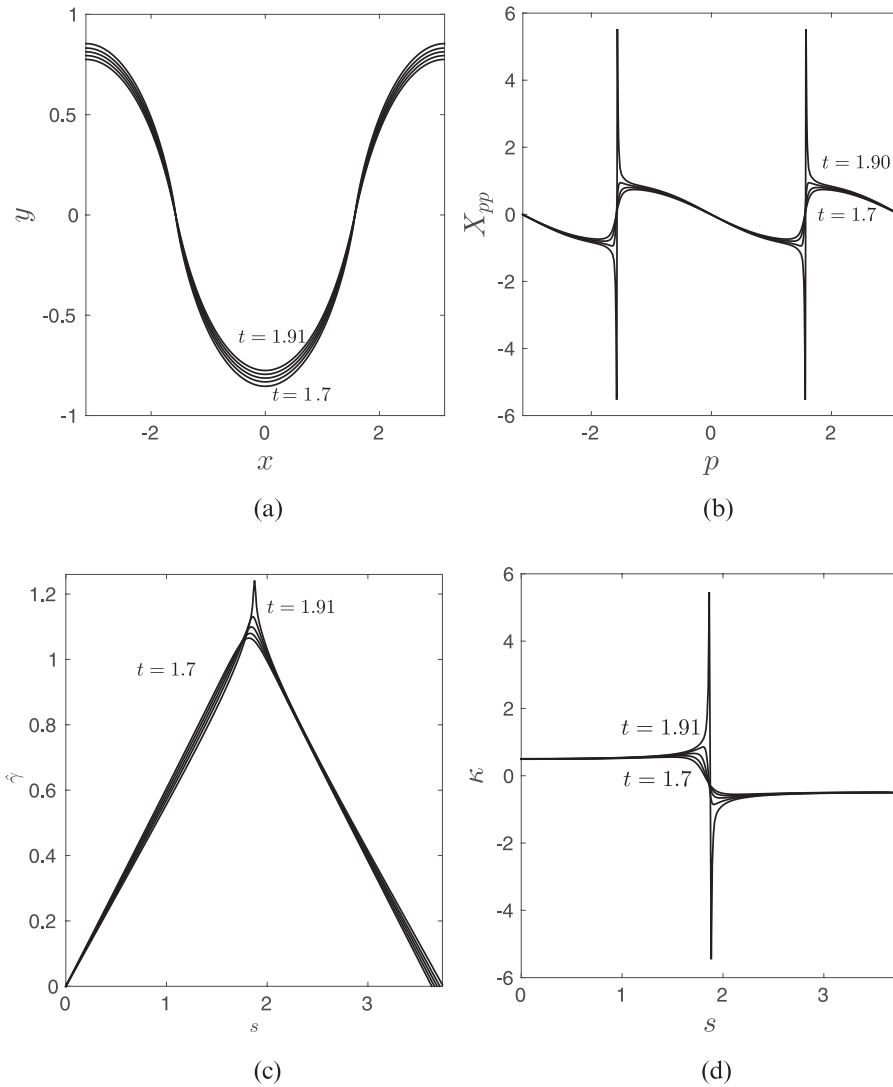 1
0.5
0
-0.5
-1
y
-2
0
2
x
t = 1.91
t = 1.7
(a)
6
4
2
0
-2
-4
-6
X_{pp}
-2
0
2
p
t = 1.90
t = 1.7
(b)
1.2
1
0.8
0.6
0.4
0.2
0
γ̂
0
1
2
3
s
t = 1.91
t = 1.7
(c)
6
4
2
0
-2
-4
-6
κ
0
1
2
3
s
t = 1.91
t = 1.7
(d)